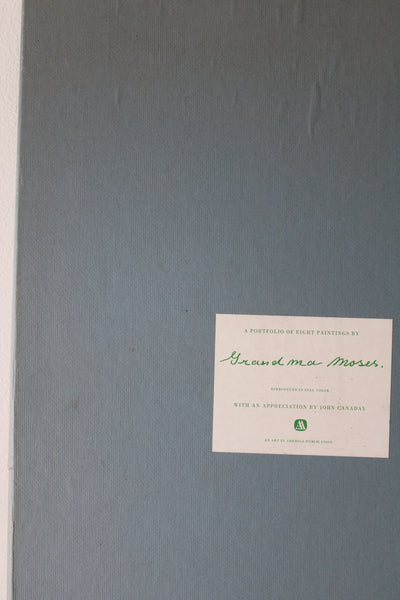 A PORTFOLIO OF EIGHT PAINTINGS BY
Grandma Moses.
REPRODUCED IN FULL COLOR
WITH AN APPRECIATION BY JOHN CANADAY
AN ART IN AMERICA PUBLICATION